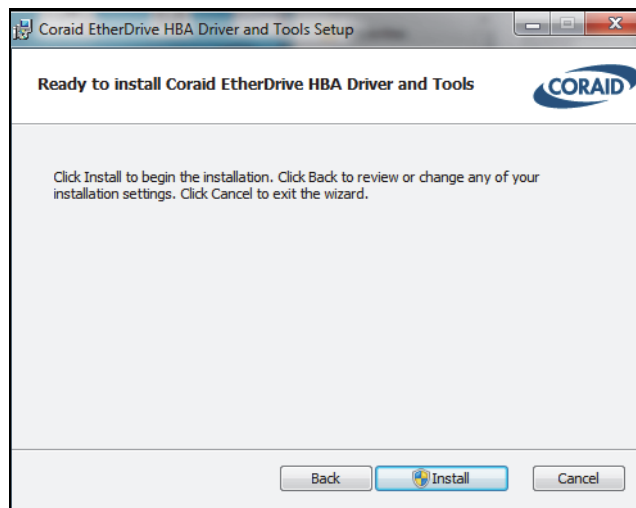 Coraid EtherDrive HBA Driver and Tools Setup
Ready to install Coraid EtherDrive HBA Driver and Tools
CORAID
Click Install to begin the installation. Click Back to review or change any of your
installation settings. Click Cancel to exit the wizard.
Back
Install
Cancel